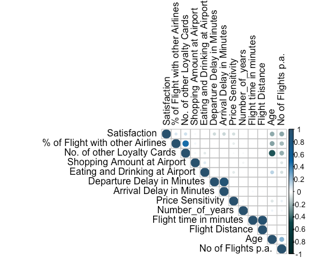 Satisfaction
% of Flight with other Airlines
No. of other Loyalty Cards
Shopping Amount at Airport
Eating and Drinking at Airport
Departure Delay in Minutes
Arrival Delay in Minutes
Price Sensitivity
Number_of_years
Flight time in minutes
Flight Distance
Age
No of Flights p.a.
Satisfaction
% of Flight with other Airlines
No. of other Loyalty Cards
Shopping Amount at Airport
Eating and Drinking at Airport
Departure Delay in Minutes
Arrival Delay in Minutes
Price Sensitivity
Number_of_years
Flight time in minutes
Flight Distance
Age
No of Flights p.a.
1
0.8
0.6
0.4
0.2
0
-0.2
-0.4
-0.6
-0.8
-1